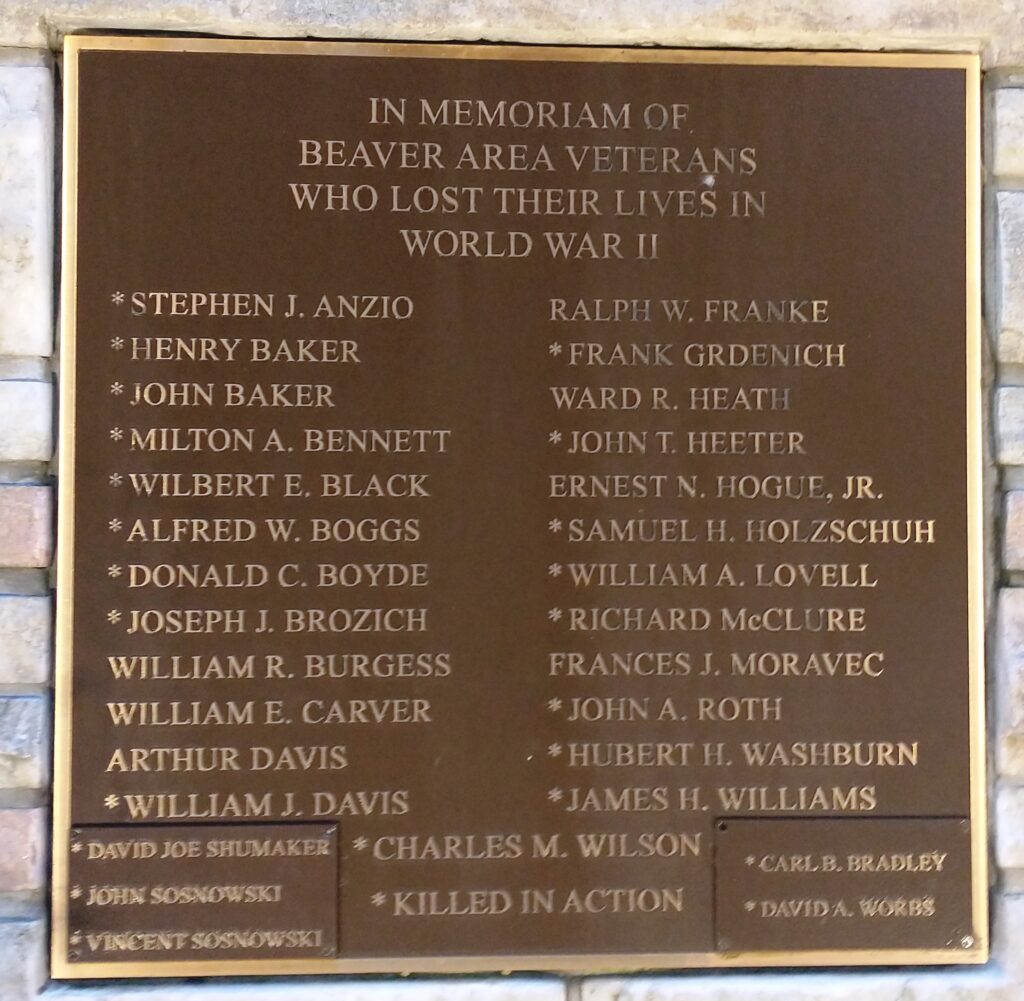 IN MEMORIAM OF
BEAVER AREA VETERANS
WHO LOST THEIR LIVES IN
WORLD WAR II
*STEPHEN J. ANZIO
*HENRY BAKER
*JOHN BAKER
*MILTON A. BENNETT
*WILBERT E. BLACK
*ALFRED W. BOGGS
*DONALD C. BOYDE
*JOSEPH J. BROZICH
WILLIAM R. BURGESS
WILLIAM E. CARVER
ARTHUR DAVIS
*WILLIAM J. DAVIS
RALPH W. FRANKE
*FRANK GRDENICH
WARD R. HEATH
*JOHN T. HEETER
ERNEST N. HOGUE, JR.
*SAMUEL H. HOLZSCHUH
*WILLIAM A. LOVELL
*RICHARD McCLURE
FRANCES J. MORAVEC
*JOHN A. ROTH
*HUBERT H. WASHBURN
*JAMES H. WILLIAMS
*CHARLES M. WILSON
*KILLED IN ACTION
*DAVID JOE SHUMAKER
*JOHN SOSNOWSKI
*VINCENT SOSNOWSKI
*CARL B. BRADLEY
*DAVID A. WORBS